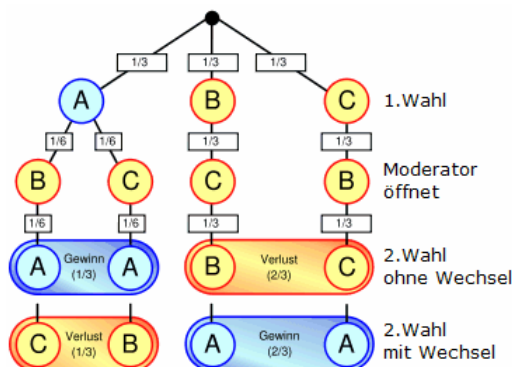 1/3 1/3 1/3
A B C 1.Wahl
1/6 1/6 1/3 1/3
B C C B Moderator
öffnet
1/6 1/6 1/3 1/3
A Gewinn A B Verlust C 2.Wahl
(1/3) (2/3) ohne Wechsel
C Verlust B A Gewinn A 2.Wahl
(1/3) (2/3) mit Wechsel